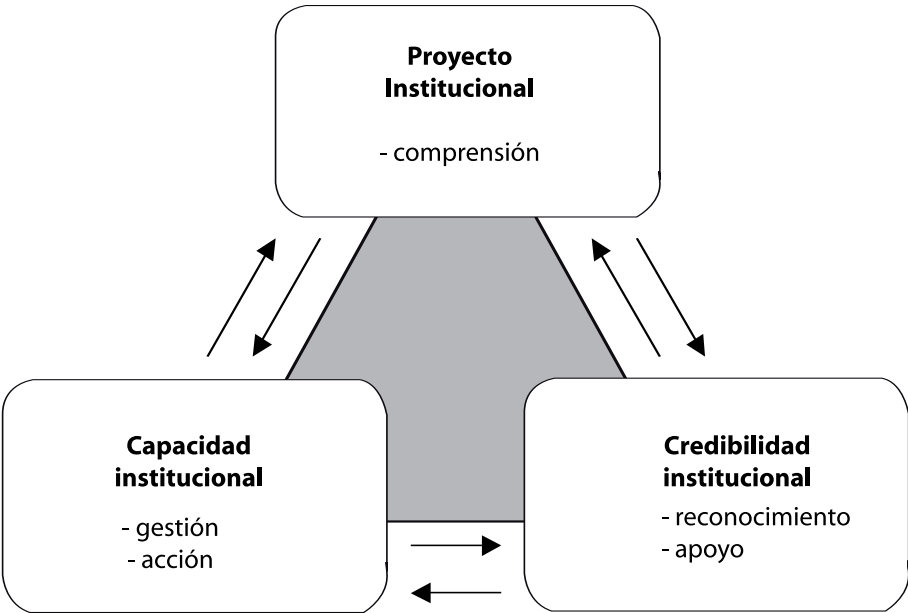 Proyecto
Institucional
- comprensión
Capacidad
institucional
- gestión
- acción
Credibilidad
institucional
- reconocimiento
- apoyo